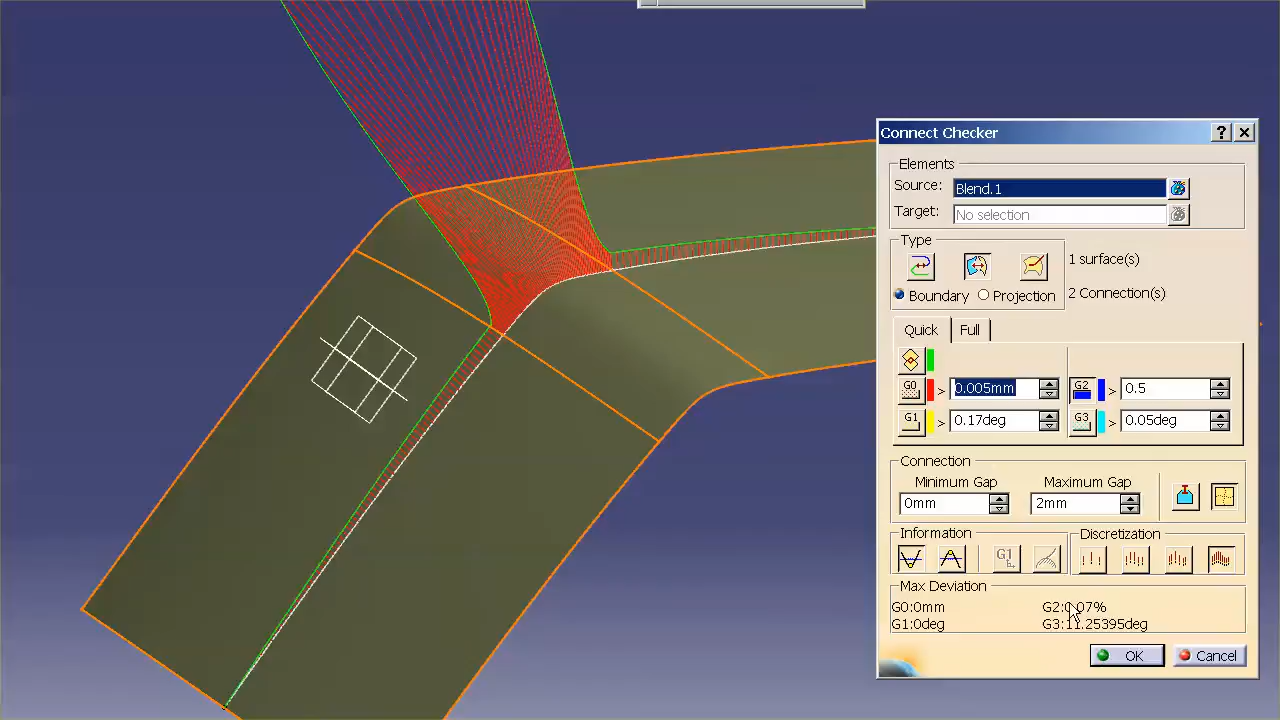 Connect Checker
Elements
Source: Blend.1
Target: No selection
Type
1 surface(s)
Boundary Projection
2 Connection(s)
Quick Full
G0 > 0.005mm G2 > 0.5
G1 > 0.17deg G3 > 0.05deg
Connection
Minimum Gap Maximum Gap
0mm 2mm
Information Discretization
G1
Max Deviation
G0:0mm G2:0.07%
G1:0deg G3:11.25395deg
OK Cancel